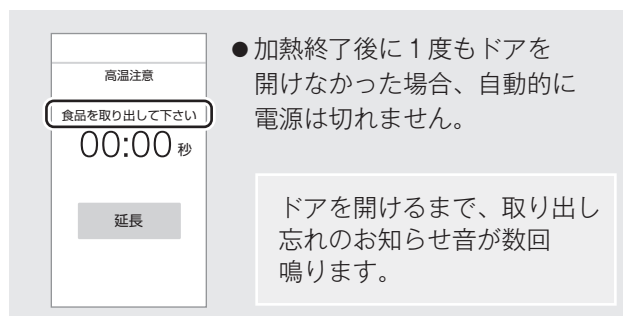 高温注意
食品を取り出して下さい
00:00 秒
延長
●加熱終了後に1度もドアを
開けなかった場合、自動的に
電源は切れません。
ドアを開けるまで、取り出し
忘れのお知らせ音が数回
鳴ります。